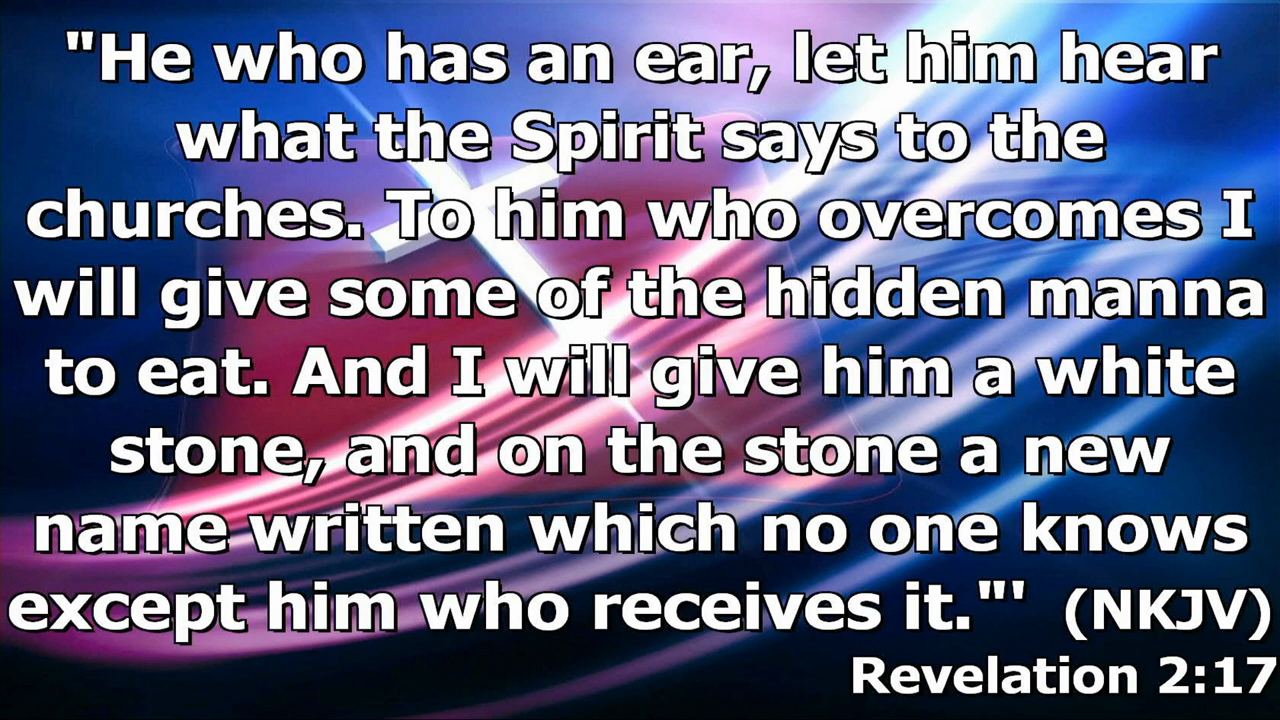 "He who has an ear, let him hear
what the Spirit says to the
churches. To him who overcomes I
will give some of the hidden manna
to eat. And I will give him a white
stone, and on the stone a new
name written which no one knows
except him who receives it."' (NKJV)
Revelation 2:17